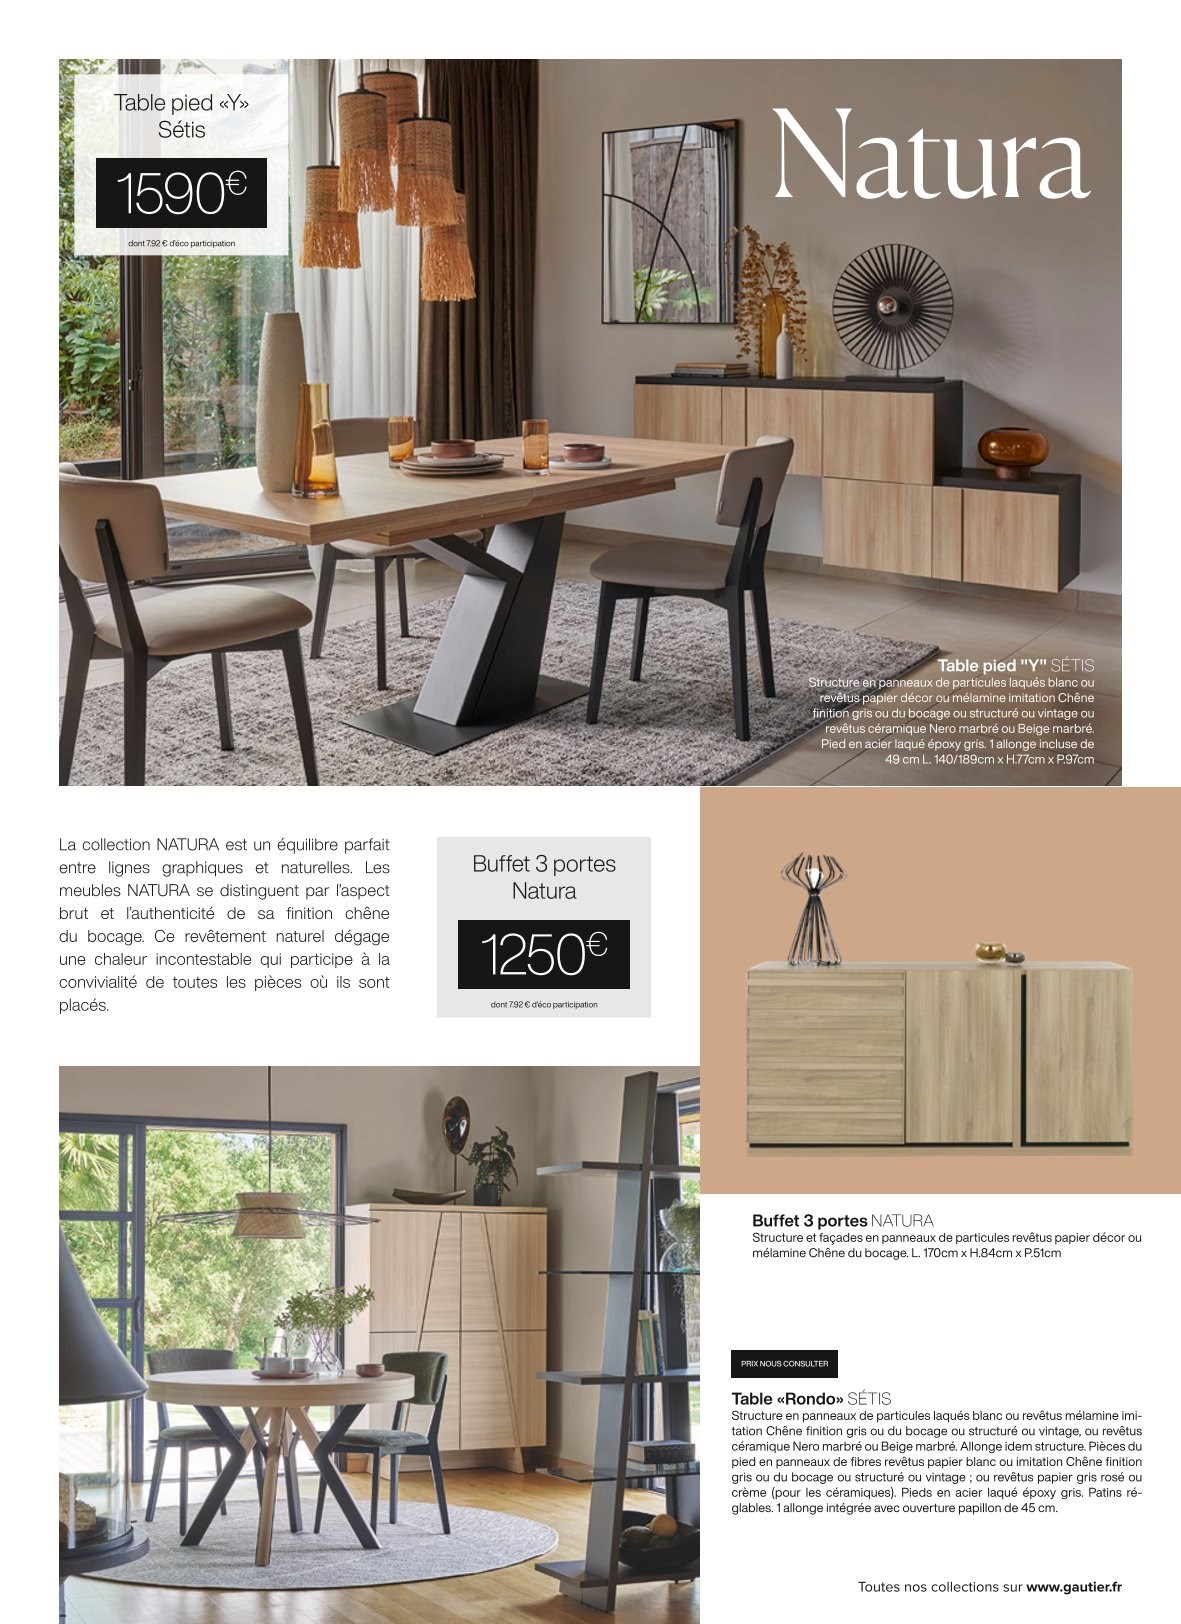 Table pied «Y»
Sétis
1590€
dont 7.92 € d'éco participation
Natura
Table pied "Y" SÉTIS
Structure en panneaux de particules laqués blanc ou
revêtus papier décor ou mélamine imitation Chêne
finition gris ou du bocage ou structuré ou vintage ou
revêtus céramique Nero marbré ou Beige marbré.
Pied en acier laqué époxy gris. 1 allonge incluse de
49 cm L. 140/189cm x H.77cm x P.97cm
La collection NATURA est un équilibre parfait
entre lignes graphiques et naturelles. Les
meubles NATURA se distinguent par l'aspect
brut et l'authenticité de sa finition chêne
du bocage. Ce revêtement naturel dégage
une chaleur incontestable qui participe à la
convivialité de toutes les pièces où ils sont
placés.
Buffet 3 portes
Natura
1250€
dont 7.92 € d'éco participation
Buffet 3 portes NATURA
Structure et façades en panneaux de particules revêtus papier décor ou
mélamine Chêne du bocage. L. 170cm x H.84cm x P.51cm
PRIX NOUS CONSULTER
Table «Rondo» SÉTIS
Structure en panneaux de particules laqués blanc ou revêtus mélamine imi-
tation Chêne finition gris ou du bocage ou structuré ou vintage, ou revêtus
céramique Nero marbré ou Beige marbré. Allonge idem structure. Pièces du
pied en panneaux de fibres revêtus papier blanc ou imitation Chêne finition
gris ou du bocage ou structuré ou vintage ; ou revêtus papier gris rosé ou
crème (pour les céramiques). Pieds en acier laqué époxy gris. Patins ré-
glables. 1 allonge intégrée avec ouverture papillon de 45 cm.
Toutes nos collections sur www.gautier.fr